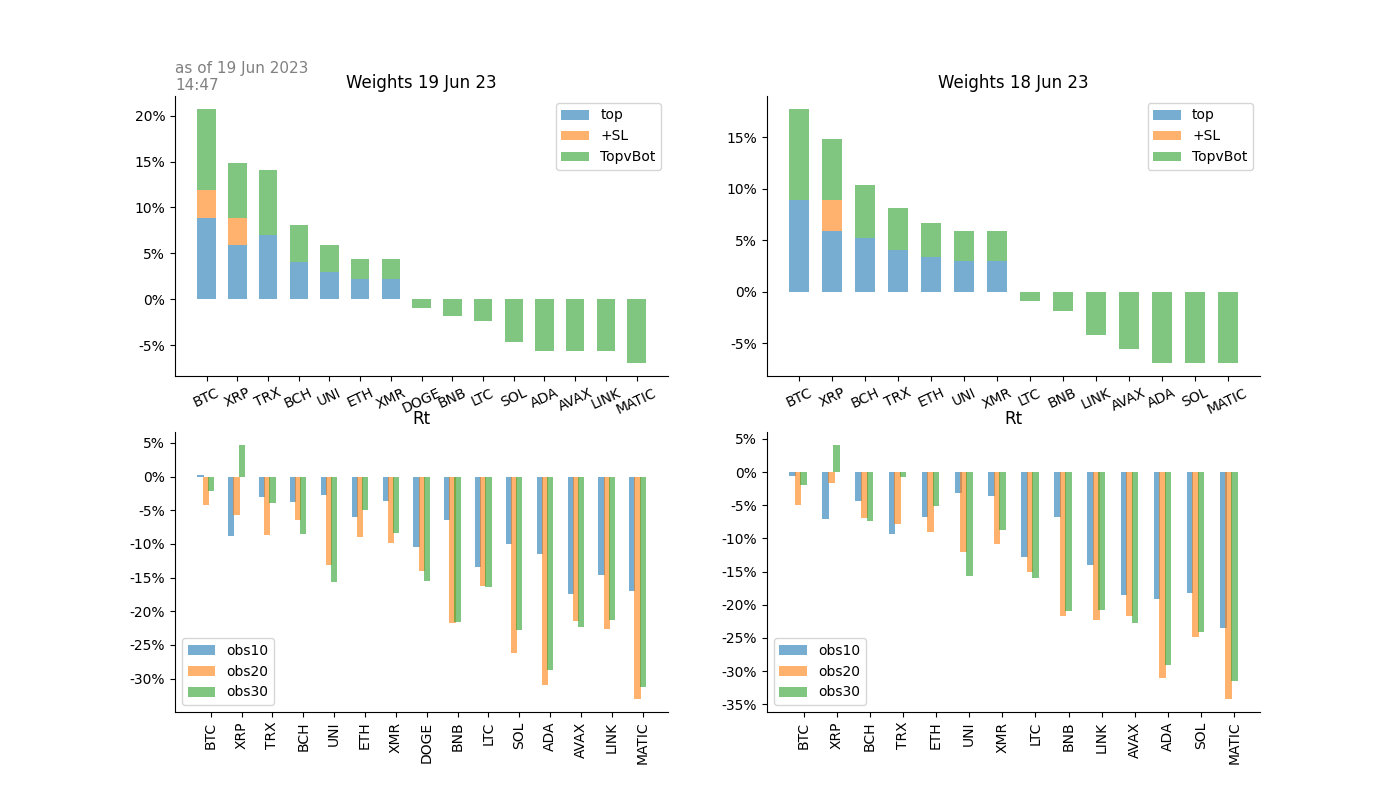 as of 19 Jun 2023
14:47
Weights 19 Jun 23
20%
15%
10%
5%
0%
-5%
top
+SL
TopvBot
BTC XRP TRX BCH UNI ETH XMR DOGE BNB LTC SOL ADA AVAX LINK MATIC
Weights 18 Jun 23
15%
10%
5%
0%
-5%
top
+SL
TopvBot
BTC XRP BCH TRX ETH UNI XMR LTC BNB LINK AVAX ADA SOL MATIC
Rt
5%
0%
-5%
-10%
-15%
-20%
-25%
-30%
obs10
obs20
obs30
BTC XRP TRX BCH UNI ETH XMR DOGE BNB LTC SOL ADA AVAX LINK MATIC
Rt
5%
0%
-5%
-10%
-15%
-20%
-25%
-30%
-35%
obs10
obs20
obs30
BTC XRP BCH TRX ETH UNI XMR LTC BNB LINK AVAX ADA SOL MATIC